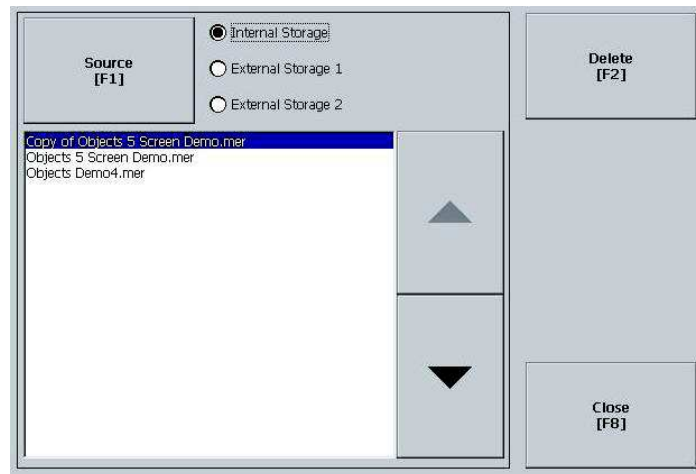 Source
[F1]
Internal Storage
External Storage 1
External Storage 2
Delete
[F2]
Copy of Objects 5 Screen Demo.mer
Objects 5 Screen Demo.mer
Objects Demo4.mer
Close
[F8]